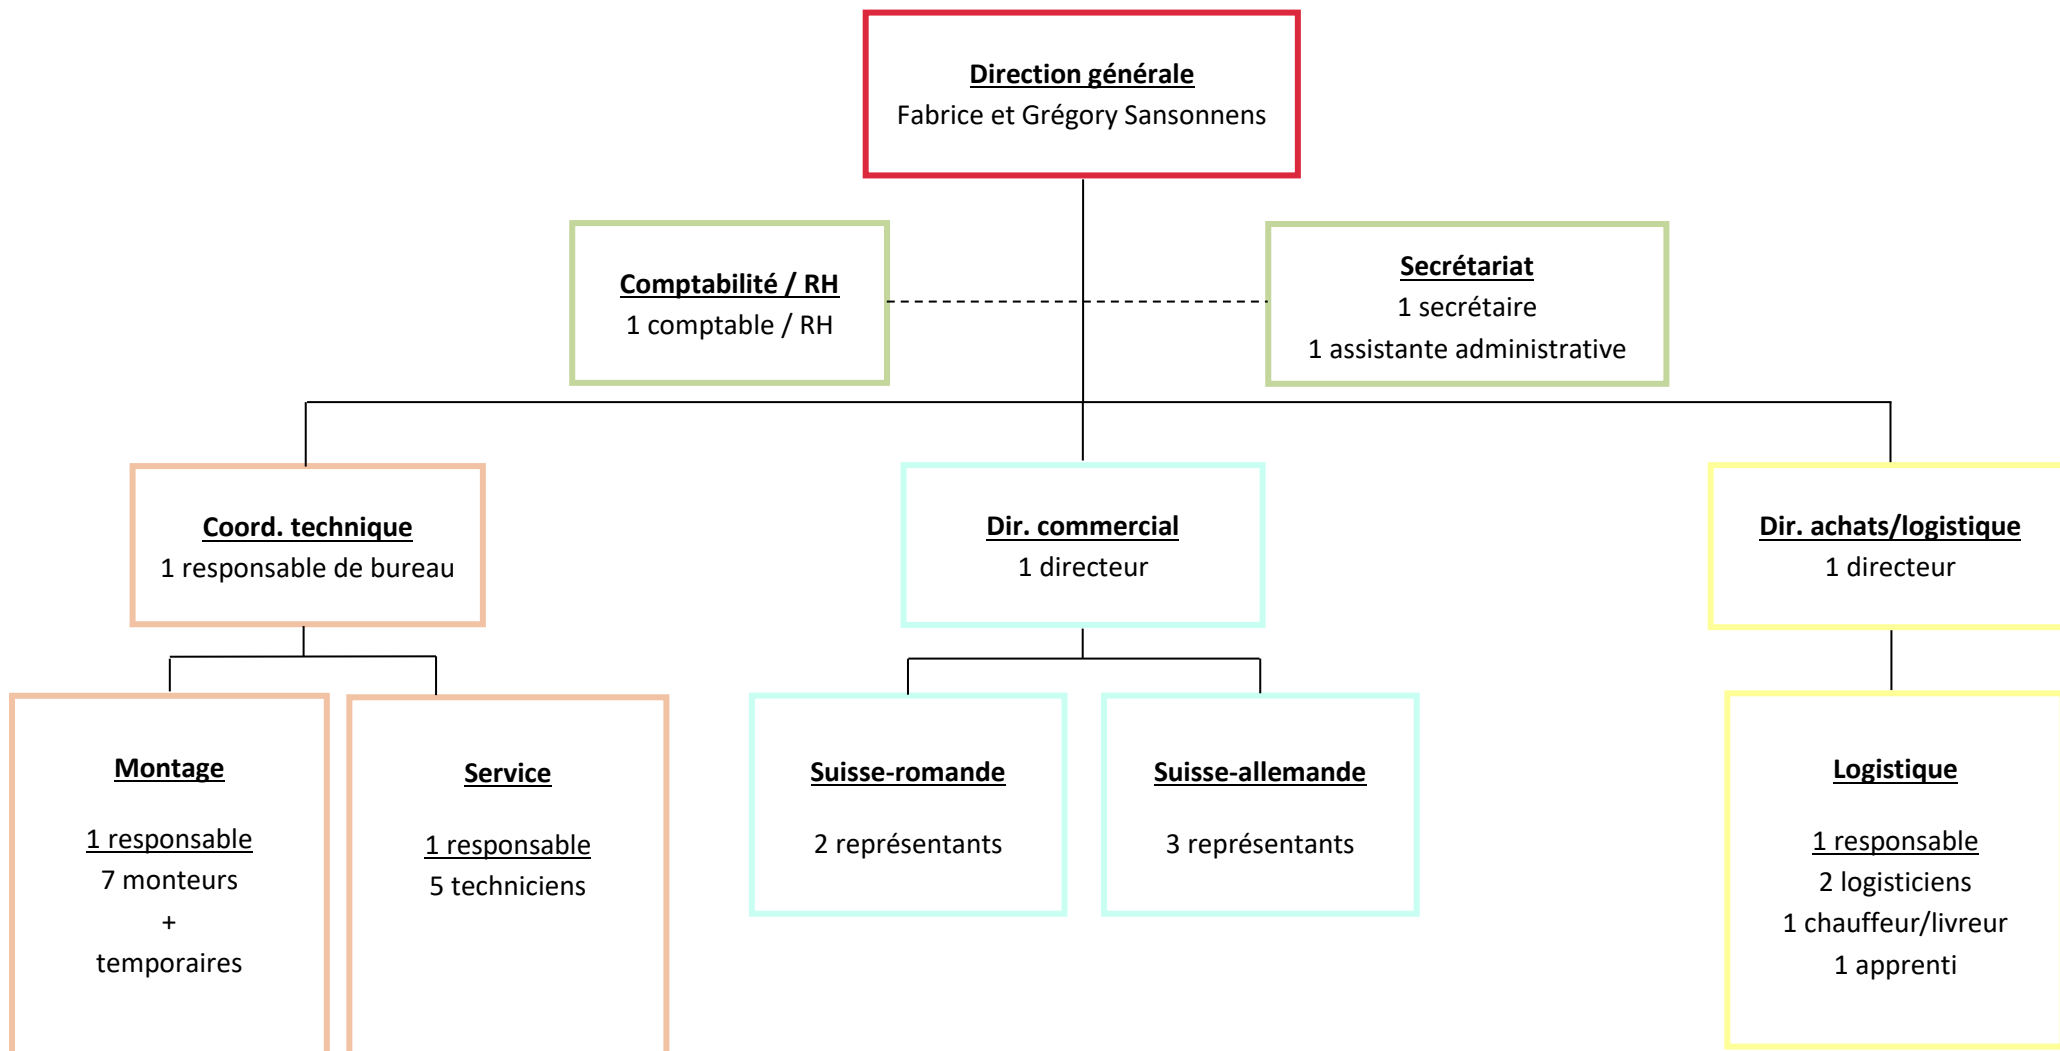 Direction générale
Fabrice et Grégory Sansonnens
Comptabilité / RH
1 comptable / RH
Secrétariat
1 secrétaire
1 assistante administrative
Coord. technique
1 responsable de bureau
Dir. commercial
1 directeur
Dir. achats/logistique
1 directeur
Montage
1 responsable
7 monteurs
+
temporaires
Service
1 responsable
5 techniciens
Suisse-romande
2 représentants
Suisse-allemande
3 représentants
Logistique
1 responsable
2 logisticiens
1 chauffeur/livreur
1 apprenti